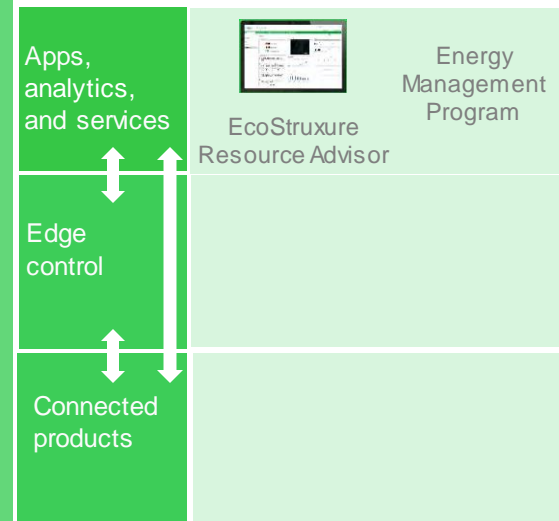 Apps,
analytics,
and services
EcoStruxure
Resource Advisor
Energy
Management
Program
Edge
control
Connected
products